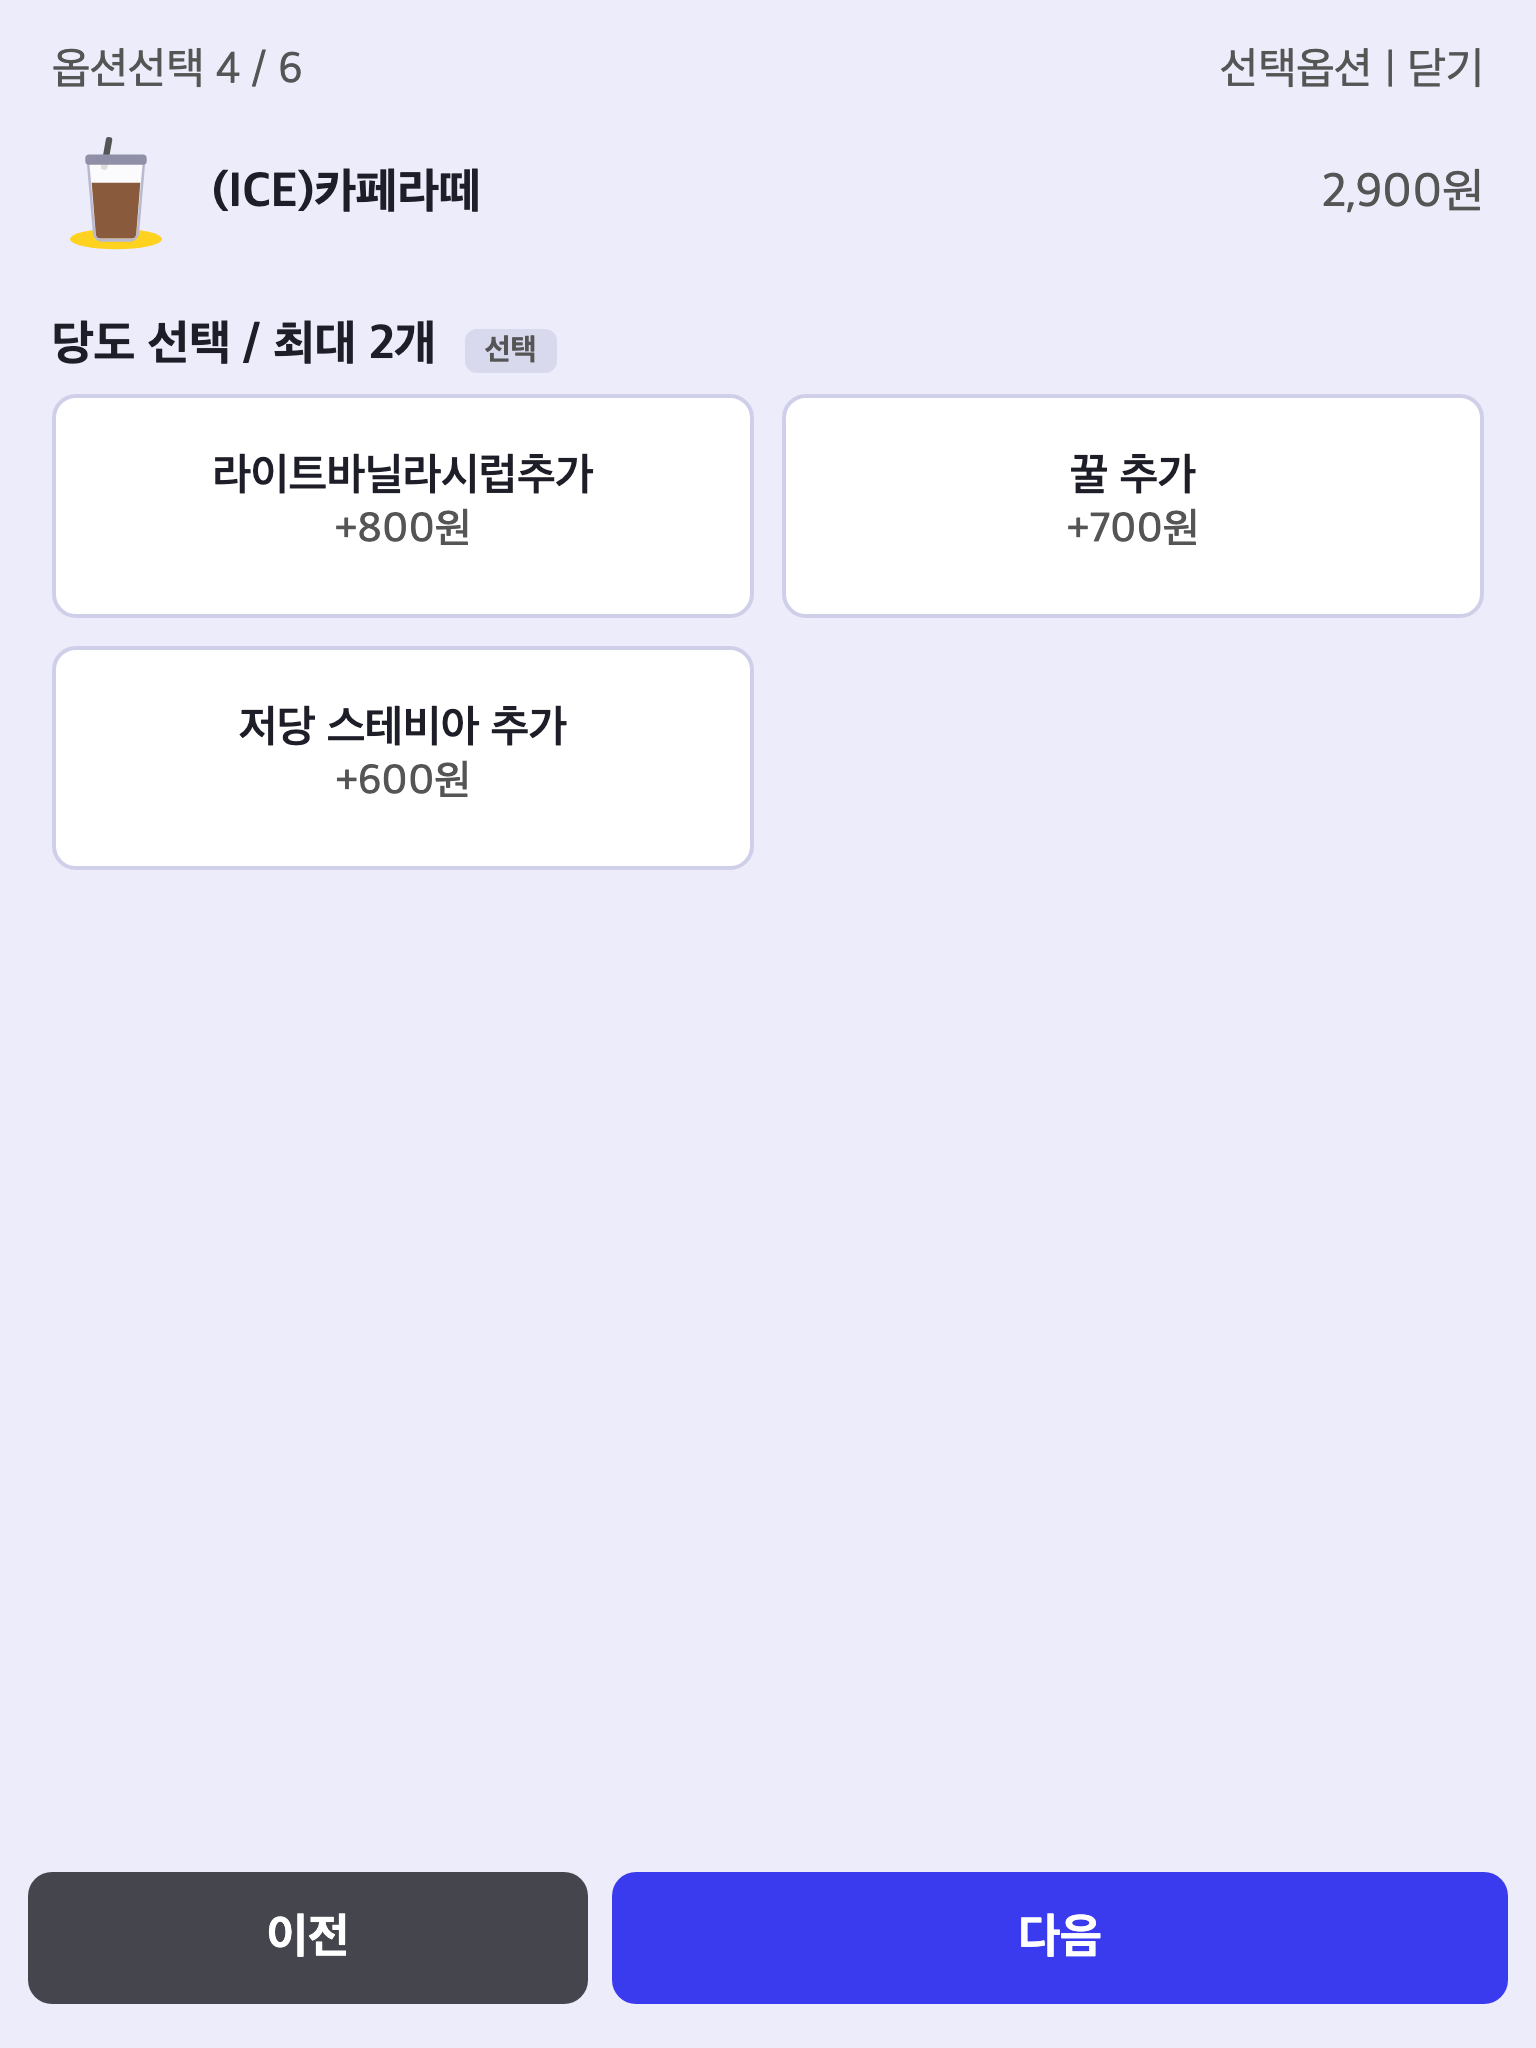 옵션선택 4 / 6
선택옵션 | 닫기
(ICE)카페라떼
2,900원
당도 선택 / 최대 2개
선택
라이트바닐라시럽추가
+800원
꿀 추가
+700원
저당 스테비아 추가
+600원
이전
다음